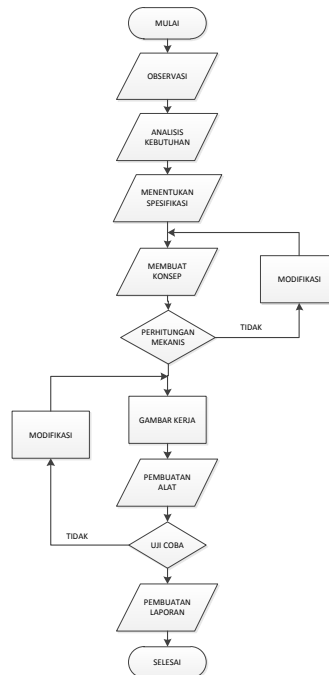 MULAI
OBSERVASI
ANALISIS
KEBUTUHAN
MENENTUKAN
SPESIFIKASI
MEMBUAT
KONSEP
MODIFIKASI
PERHITUNGAN
MEKANIS
TIDAK
GAMBAR KERJA
MODIFIKASI
PEMBUATAN
ALAT
TIDAK
UJI COBA
PEMBUATAN
LAPORAN
SELESAI